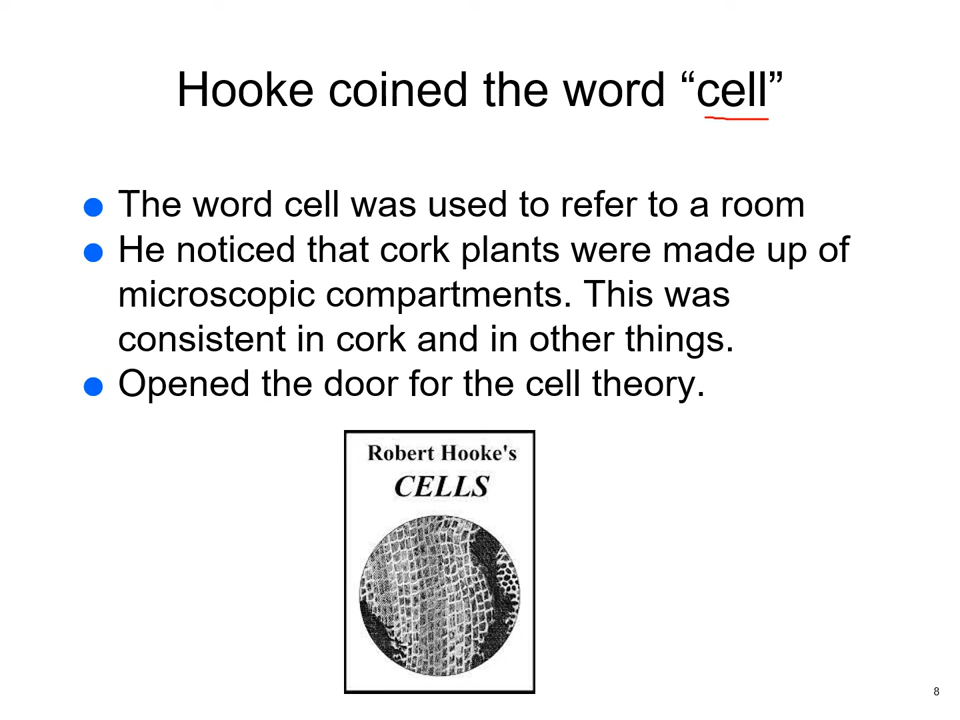 Hooke coined the word “cell”
The word cell was used to refer to a room
He noticed that cork plants were made up of
microscopic compartments. This was
consistent in cork and in other things.
Opened the door for the cell theory.
Robert Hooke's
CELLS
8